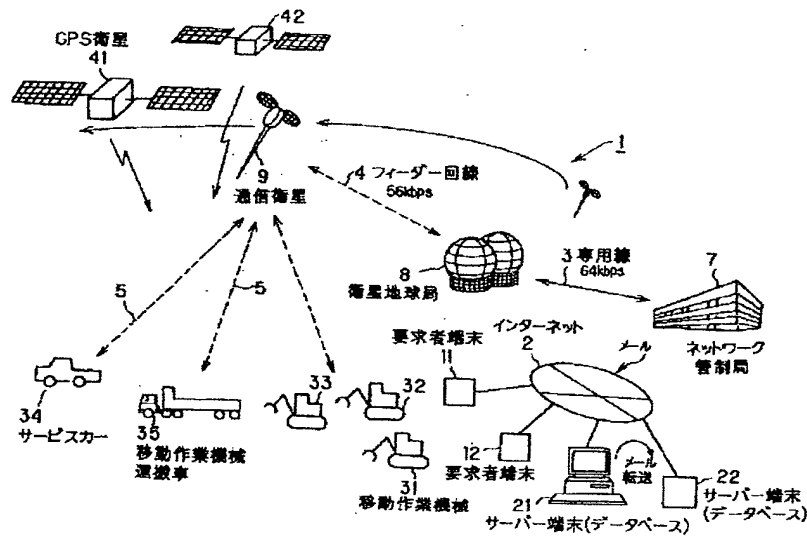 42
GPS衛星
41
1
9
通信衛星
4 フィーダー回線
56kbps
8
衛星地球局
3 専用線
64kbps
7
ネットワーク
管制局
5
5
要求者端末
11
インターネット
2
メール
34
サービスカー
35
移動作業機械
運搬車
33
32
31
移動作業機械
12
要求者端末
メール
転送
21
サーバー端末(データベース)
22
サーバー端末
(データベース)